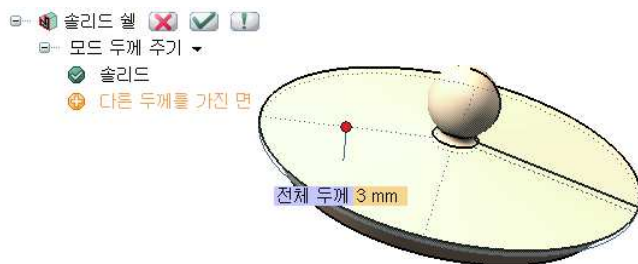 솔리드 쉘
모드 두께 주기
솔리드
다른 두께를 가진 면
전체 두께 3 mm